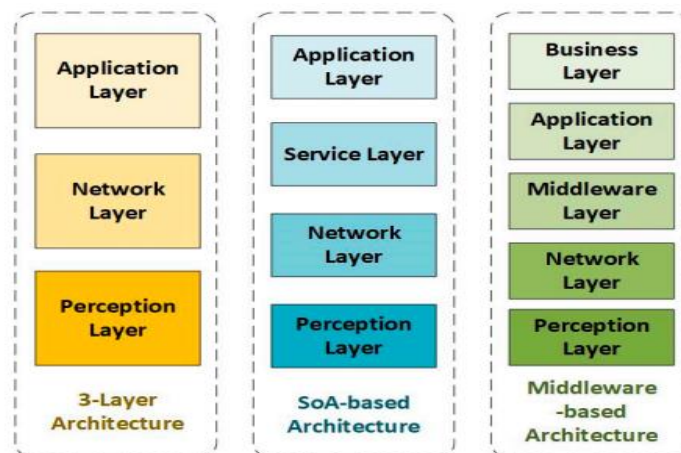 Application
Layer
Network
Layer
Perception
Layer
3-Layer
Architecture
Application
Layer
Service Layer
Network
Layer
Perception
Layer
SoA-based
Architecture
Business
Layer
Application
Layer
Middleware
Layer
Network
Layer
Perception
Layer
Middleware
-based
Architecture